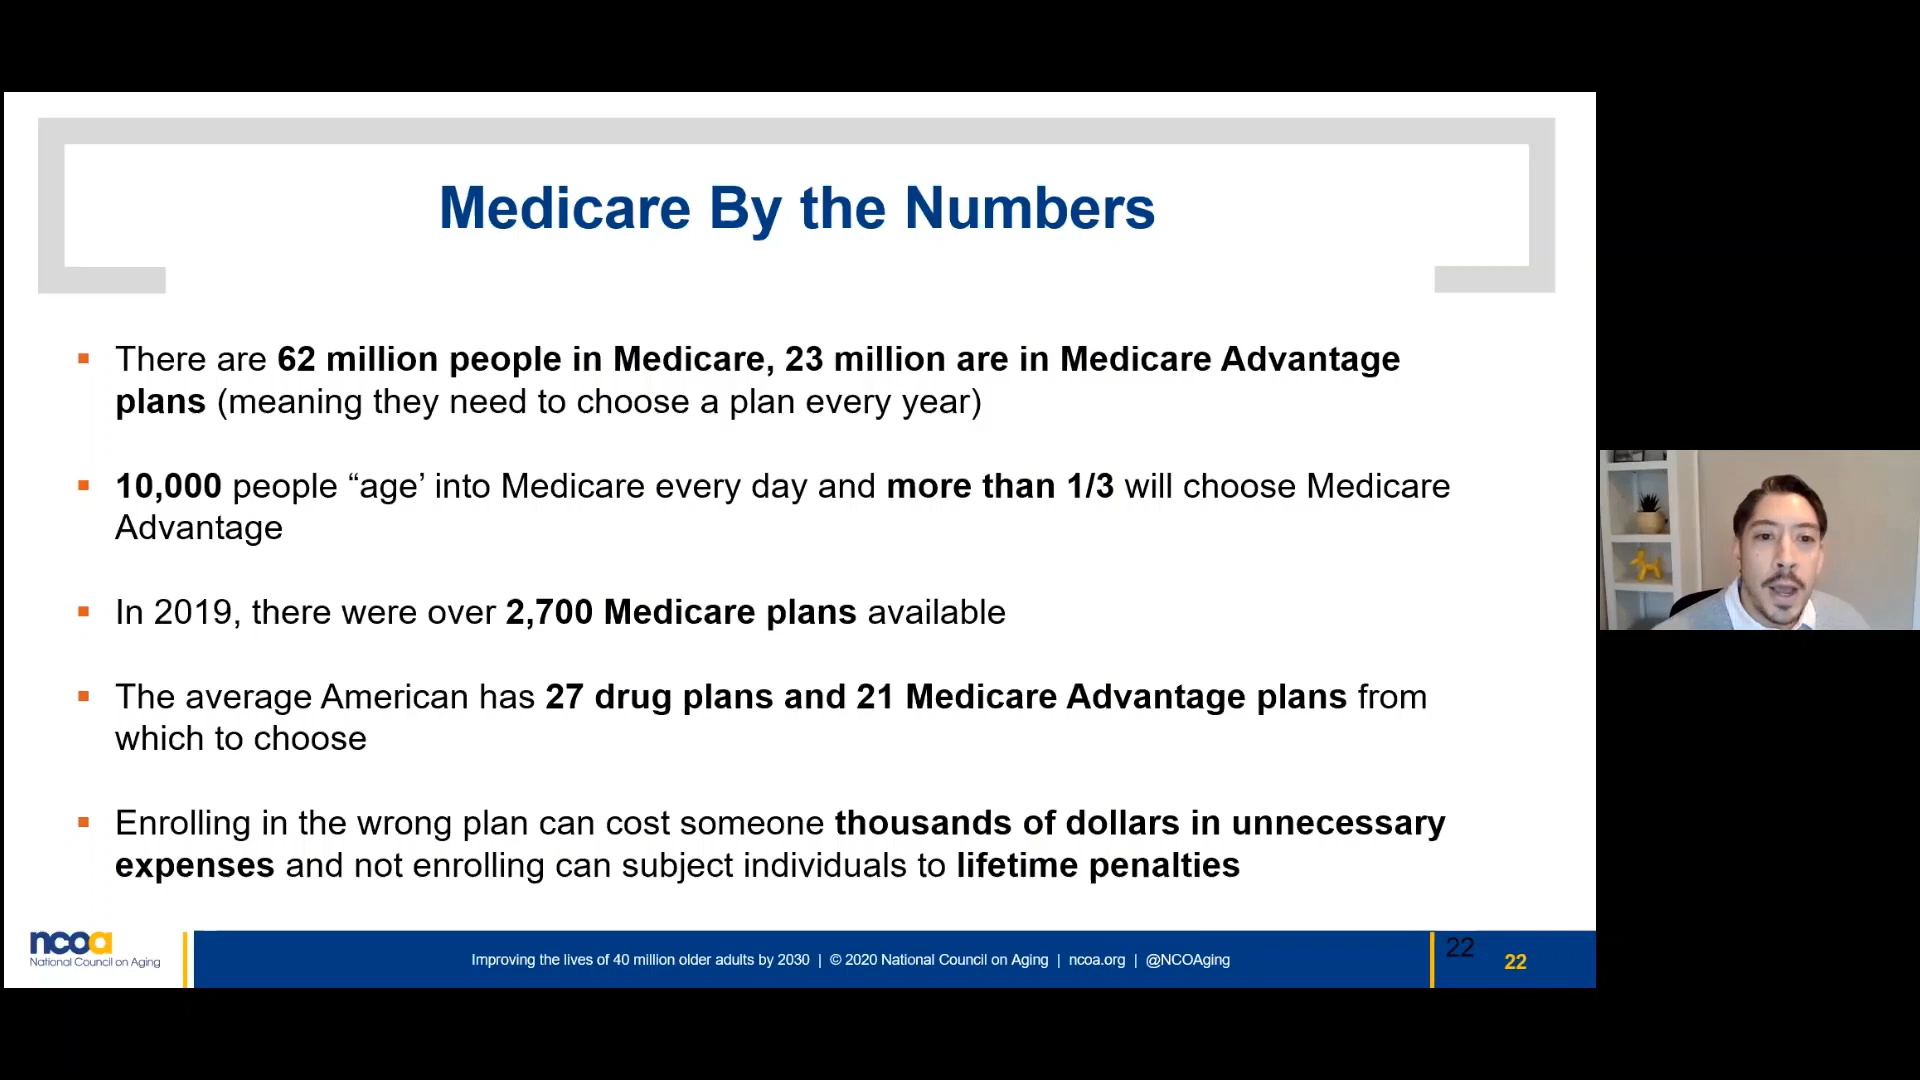 Medicare By the Numbers
There are 62 million people in Medicare, 23 million are in Medicare Advantage
plans (meaning they need to choose a plan every year)
10,000 people “age’ into Medicare every day and more than 1/3 will choose Medicare
Advantage
In 2019, there were over 2,700 Medicare plans available
The average American has 27 drug plans and 21 Medicare Advantage plans from
which to choose
Enrolling in the wrong plan can cost someone thousands of dollars in unnecessary
expenses and not enrolling can subject individuals to lifetime penalties
ncoa
National Council on Aging
Improving the lives of 40 million older adults by 2030 | © 2020 National Council on Aging | ncoa.org | @NCOAging
22
22